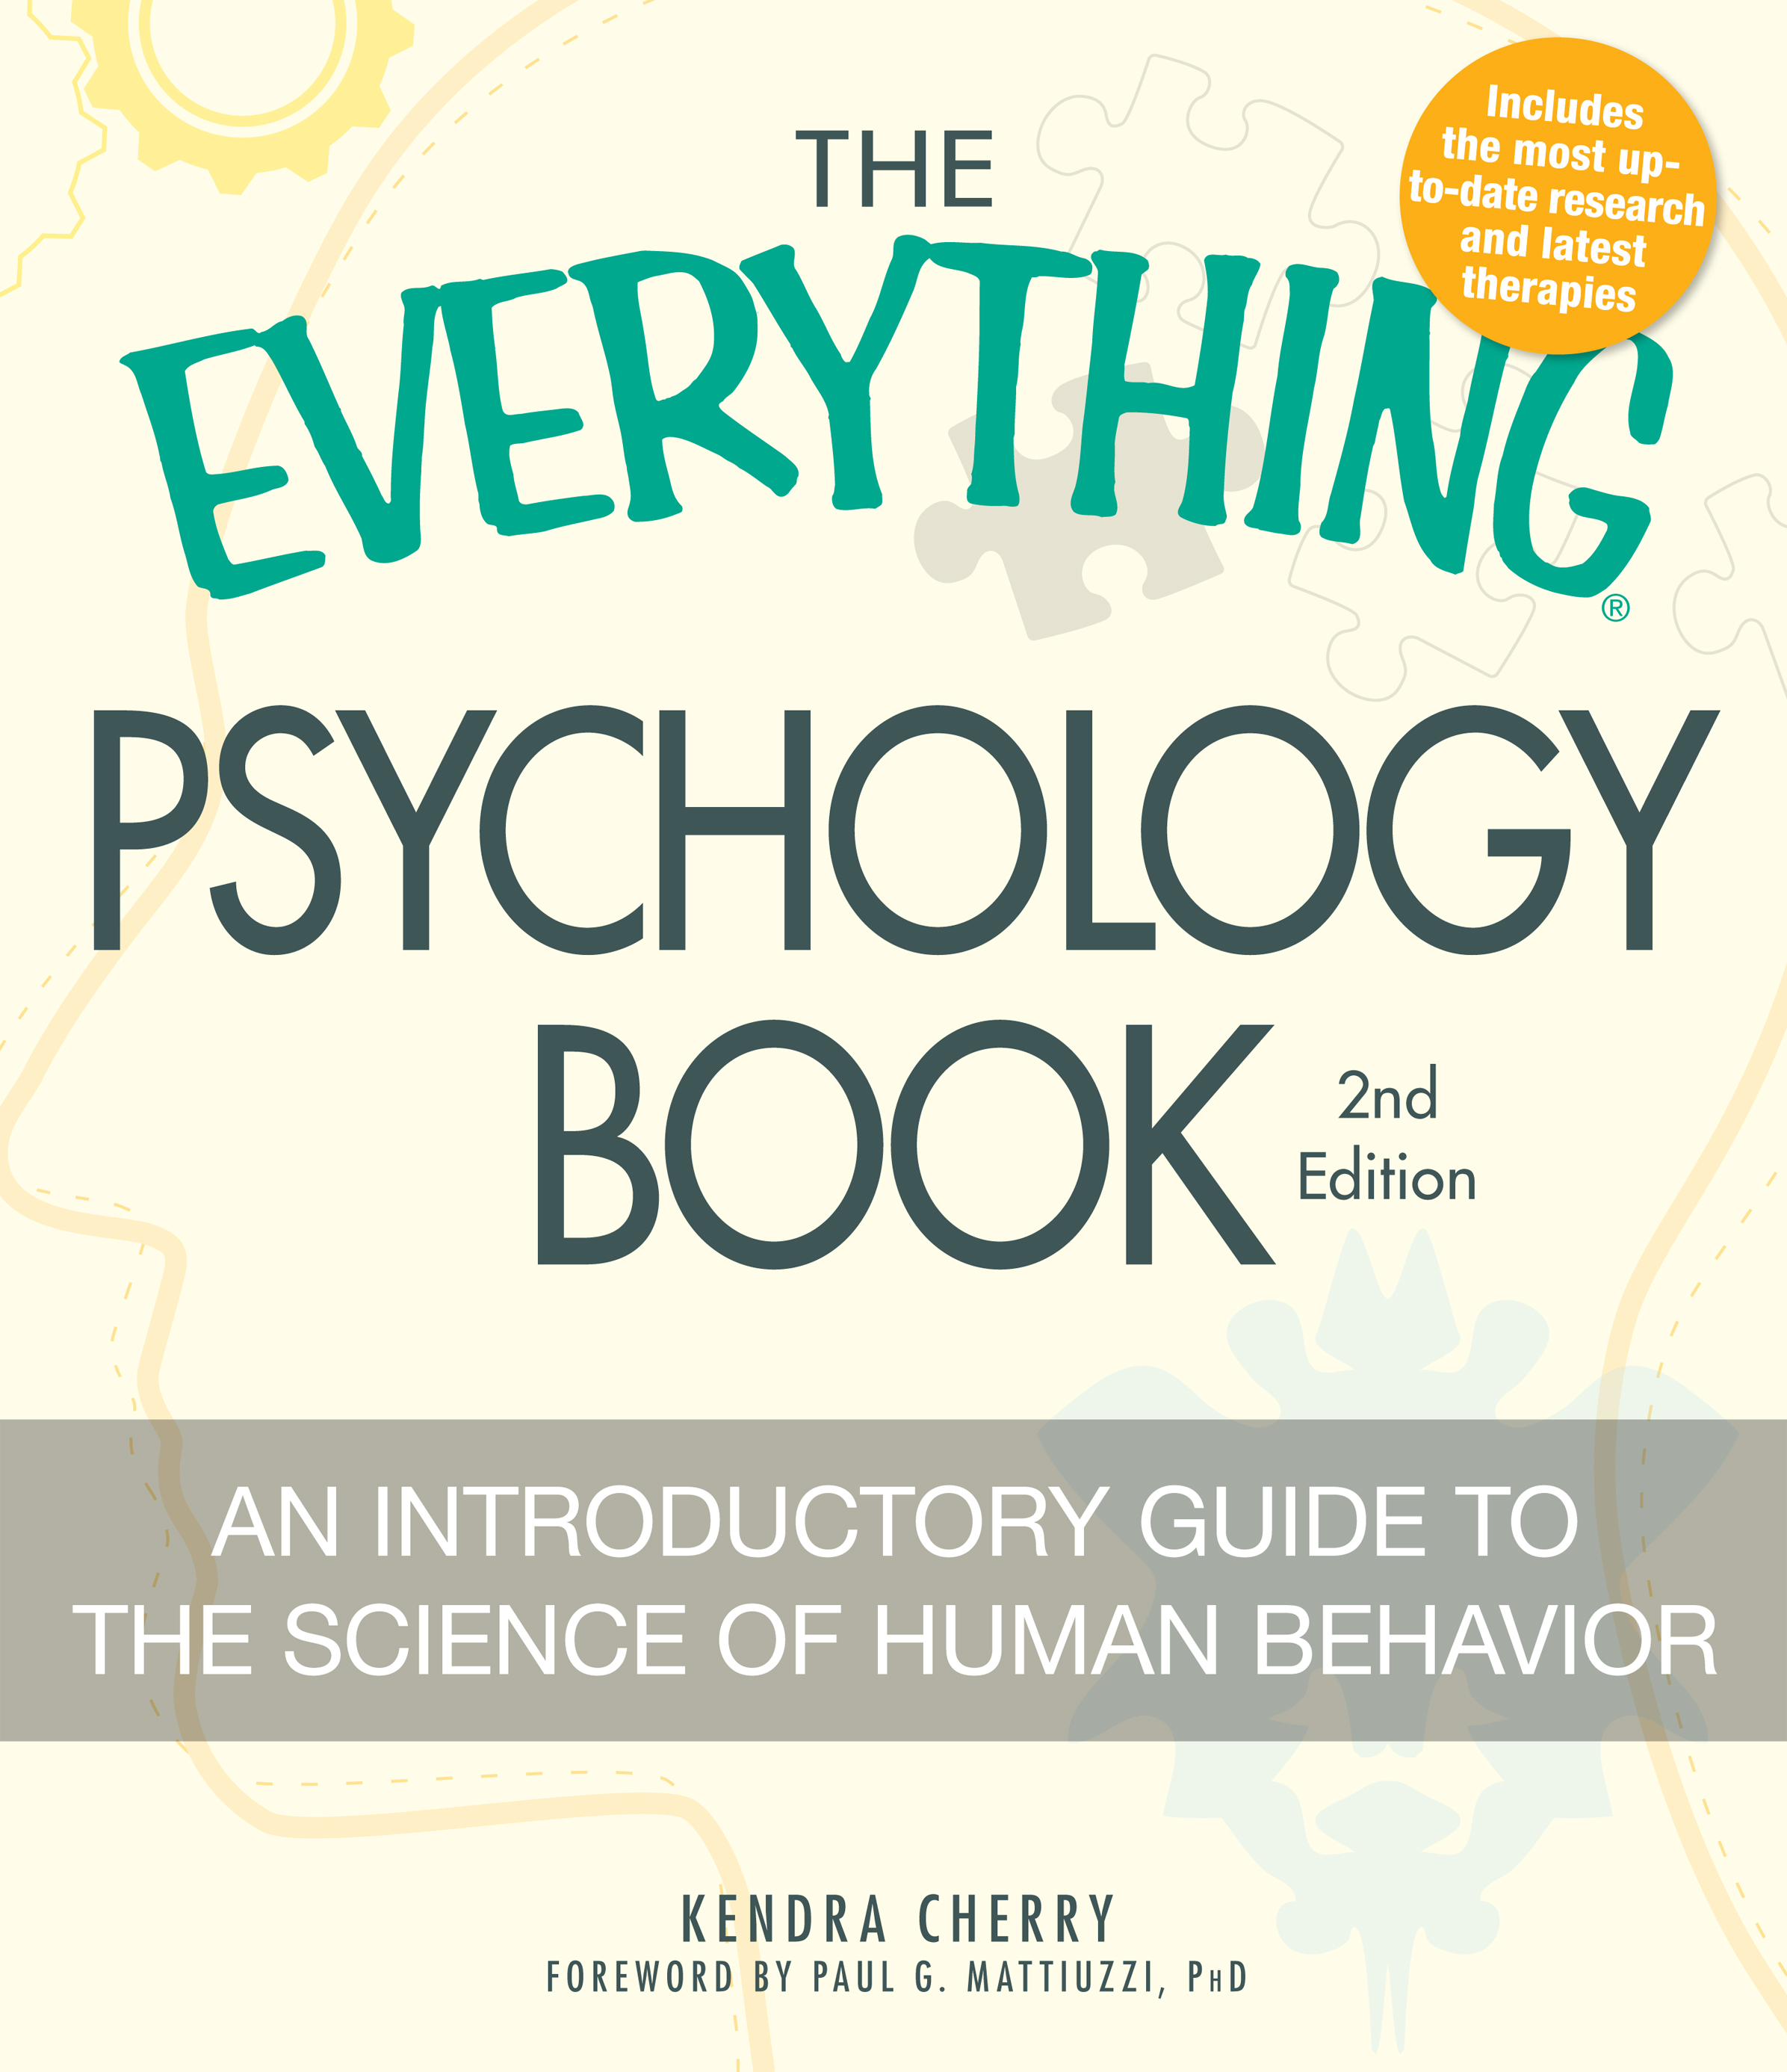 Includes
the most up-
to-date research
and latest
therapies
THE
EVERYTHING®
PSYCHOLOGY
BOOK
2nd
Edition
AN INTRODUCTORY GUIDE TO
THE SCIENCE OF HUMAN BEHAVIOR
KENDRA CHERRY
FOREWORD BY PAUL G. MATTIUZZI, PHD